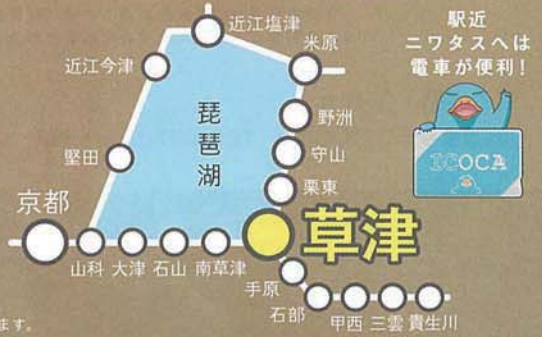 近江塩津
米原
近江今津
駅近
ニワタスへは
電車が便利!
琵琶湖
野洲
守山
堅田
栗東
ICOCA
京都
草津
山科
大津
石山
南草津
手原
石部
甲西
三雲
貴生川
ます。